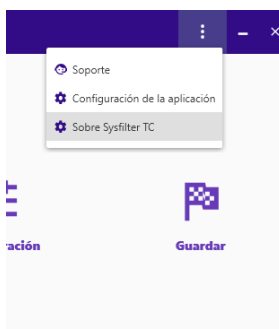 Soporte
Configuración de la aplicación
Sobre Sysfilter TC
ración
Guardar